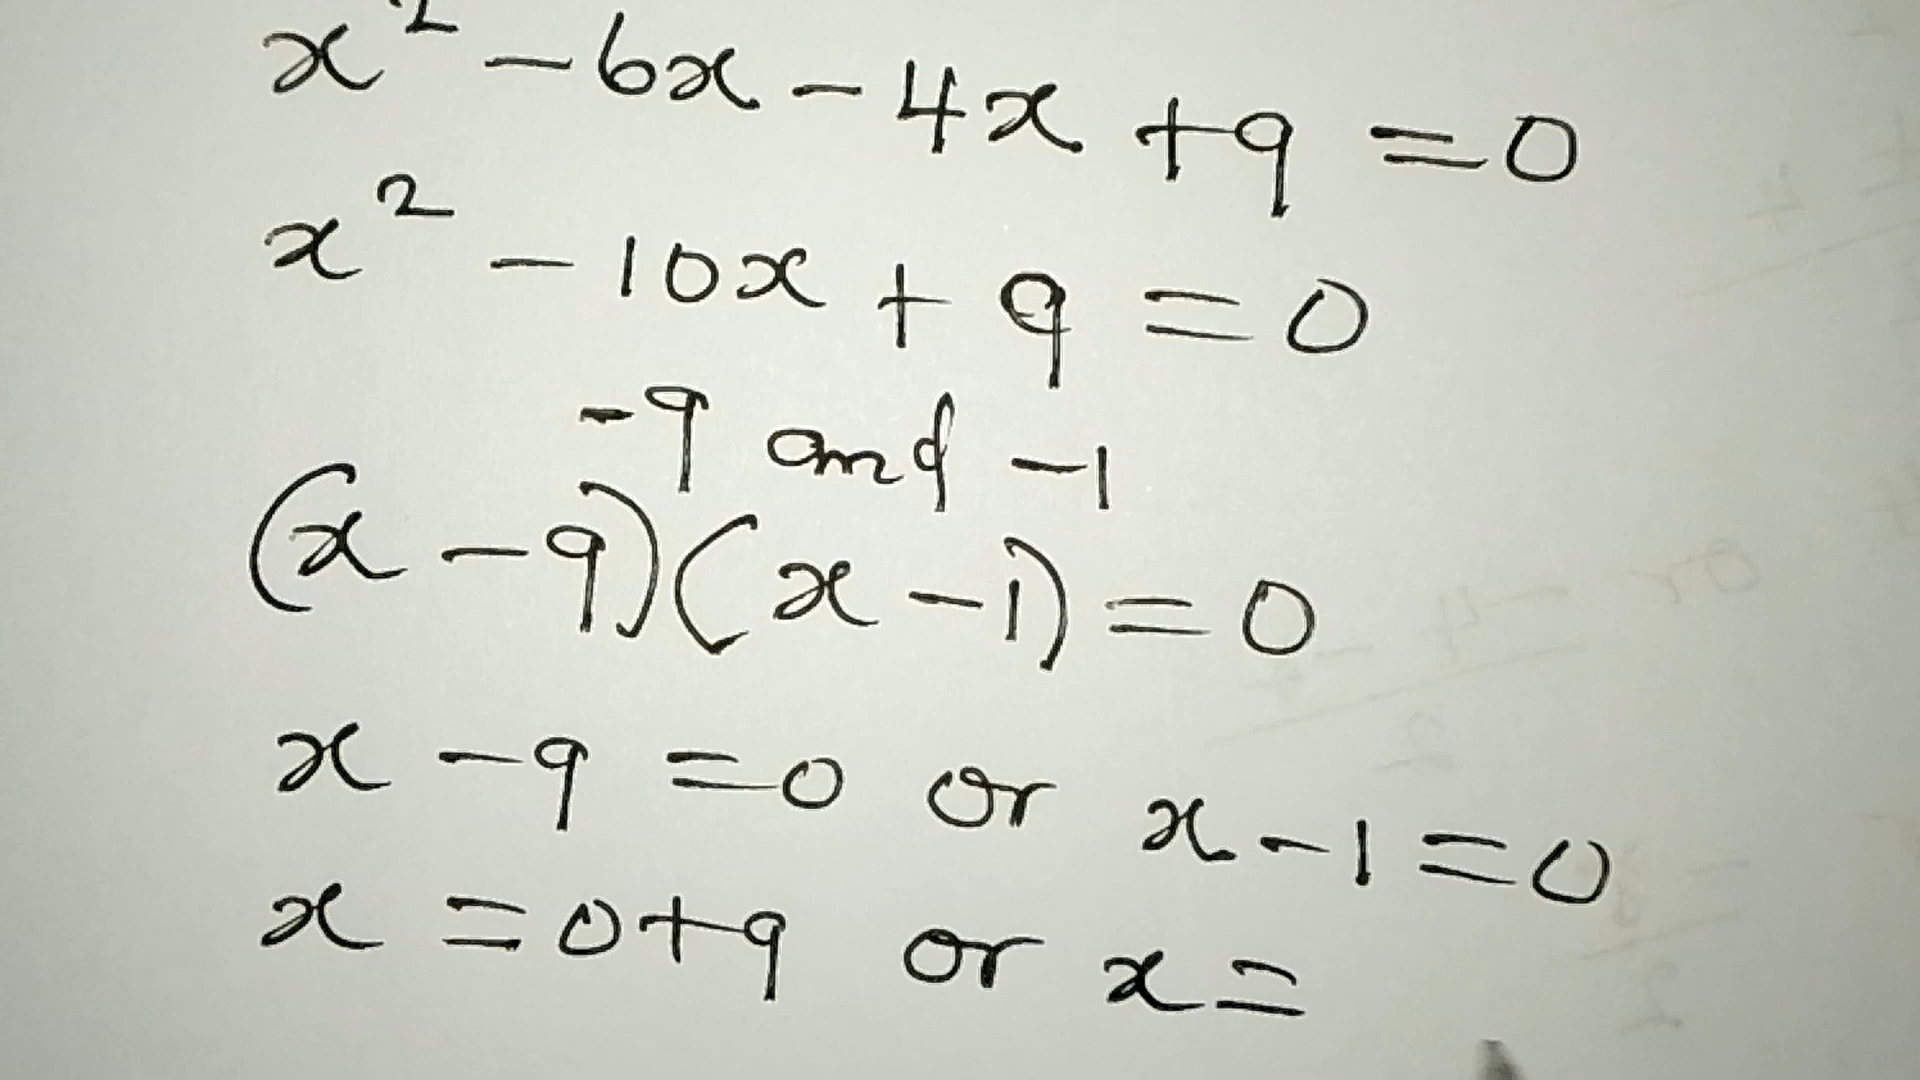 x² - 6x - 4x + 9 = 0
x² - 10x + 9 = 0
-9 and -1
(x - 9)(x - 1) = 0
x - 9 = 0 or x - 1 = 0
x = 0 + 9 or x =